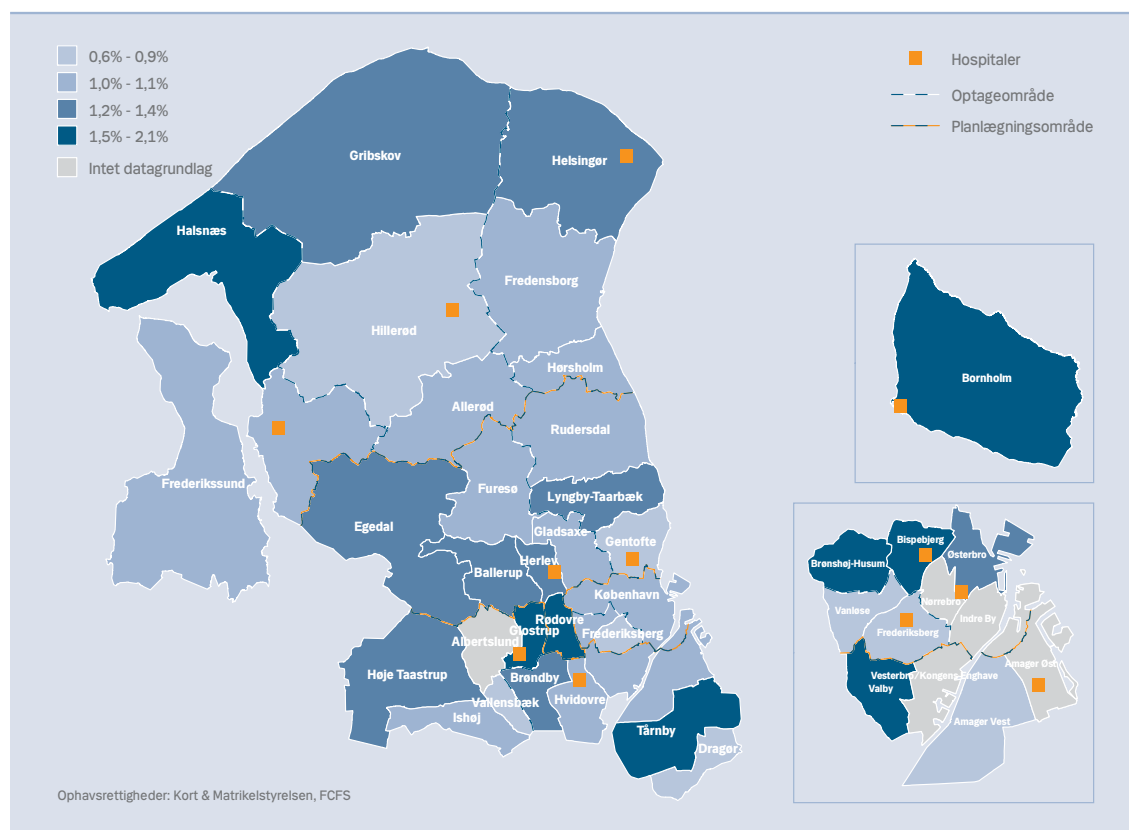 0,6% - 0,9%
1,0% - 1,1%
1,2% - 1,4%
1,5% - 2,1%
Intet datagrundlag
Hospitaler
Optageområde
Planlægningsområde
Gribskov
Helsingør
Halsnæs
Fredensborg
Hillerød
Hørsholm
Allerød
Rudersdal
Frederikssund
Furesø
Lyngby-Taarbæk
Egedal
Gladsaxe
Gentofte
Herlev
Ballerup
København
Rødovre
Glostrup
Frederiksberg
Albertslund
Høje Taastrup
Brøndby
Vallensbæk
Hvidovre
Ishøj
Tårnby
Dragør
Bornholm
Bispebjerg
Østerbro
Brønshøj-Husum
Nørrebro
Vanløse
Indre By
Frederiksberg
Amager Øst
Vesterbro/Kongens Enghave
Valby
Amager Vest
Ophavsrettigheder: Kort & Matrikelstyrelsen, FCFS